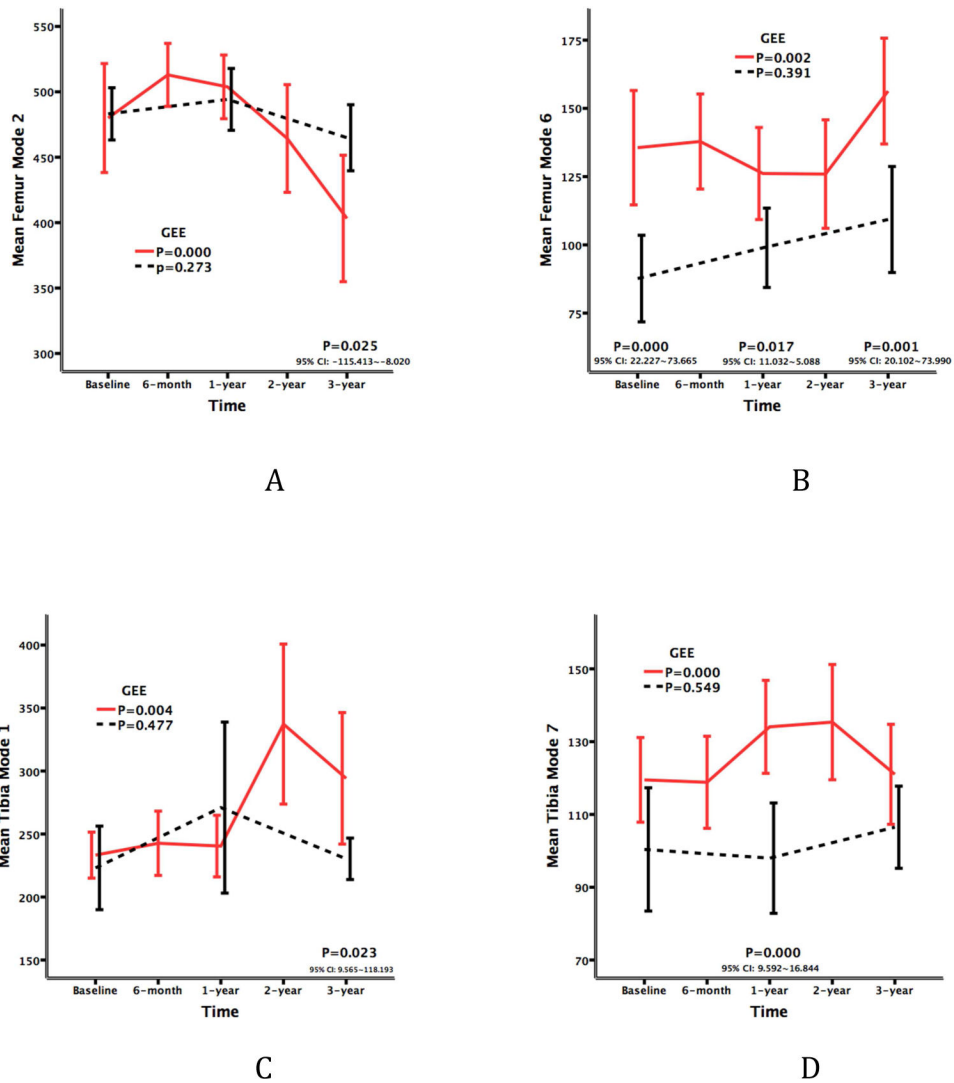 550
500
450
400
350
300
Mean Femur Mode 2
GEE
P=0.000
p=0.273
P=0.025
95% CI: -115.413~-8.020
Baseline 6-month 1-year 2-year 3-year
Time
A
175
150
125
100
75
Mean Femur Mode 6
GEE
P=0.002
P=0.391
P=0.000 P=0.017 P=0.001
95% CI: 22.227~73.665 95% CI: 11.032~5.088 95% CI: 20.102~73.990
Baseline 6-month 1-year 2-year 3-year
Time
B
400
350
300
250
200
150
Mean Tibia Mode 1
GEE
P=0.004
P=0.477
P=0.023
95% CI: 9.565~118.193
Baseline 6-month 1-year 2-year 3-year
Time
C
150
130
110
90
70
Mean Tibia Mode 7
GEE
P=0.000
P=0.549
P=0.000
95% CI: 9.592~16.844
Baseline 6-month 1-year 2-year 3-year
Time
D